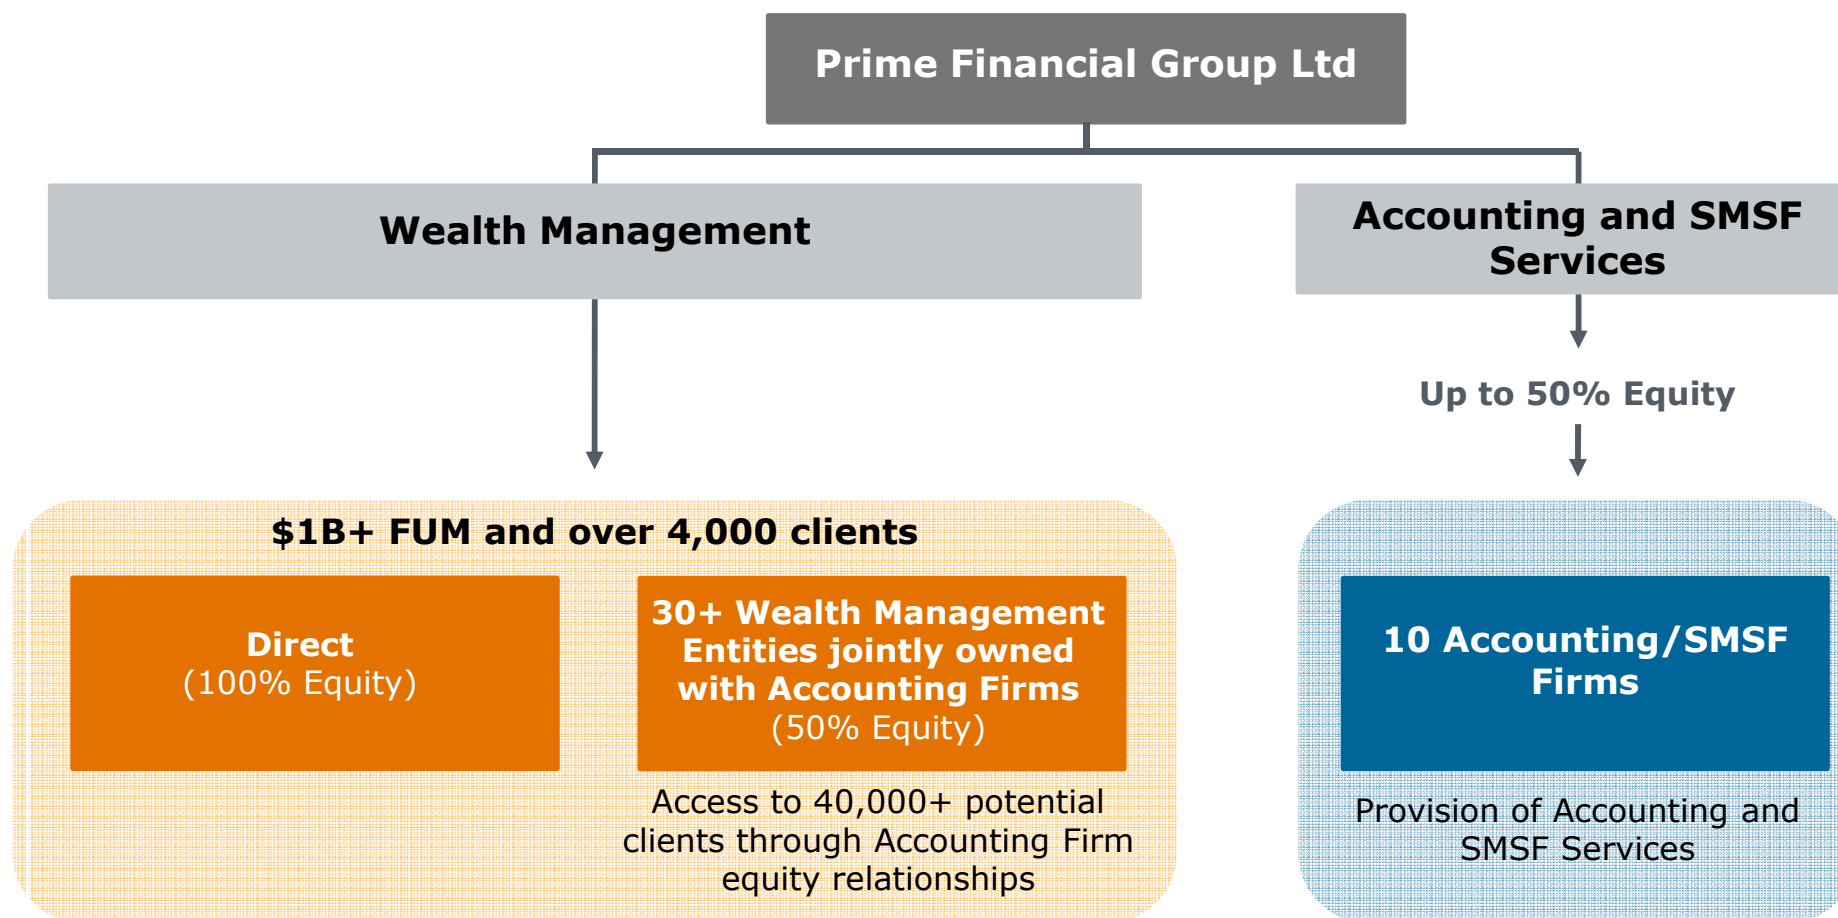 Prime Financial Group Ltd
Wealth Management
Accounting and SMSF
Services
Up to 50% Equity
$1B+ FUM and over 4,000 clients
Direct
(100% Equity)
30+ Wealth Management
Entities jointly owned
with Accounting Firms
(50% Equity)
Access to 40,000+ potential
clients through Accounting Firm
equity relationships
10 Accounting/SMSF
Firms
Provision of Accounting and
SMSF Services